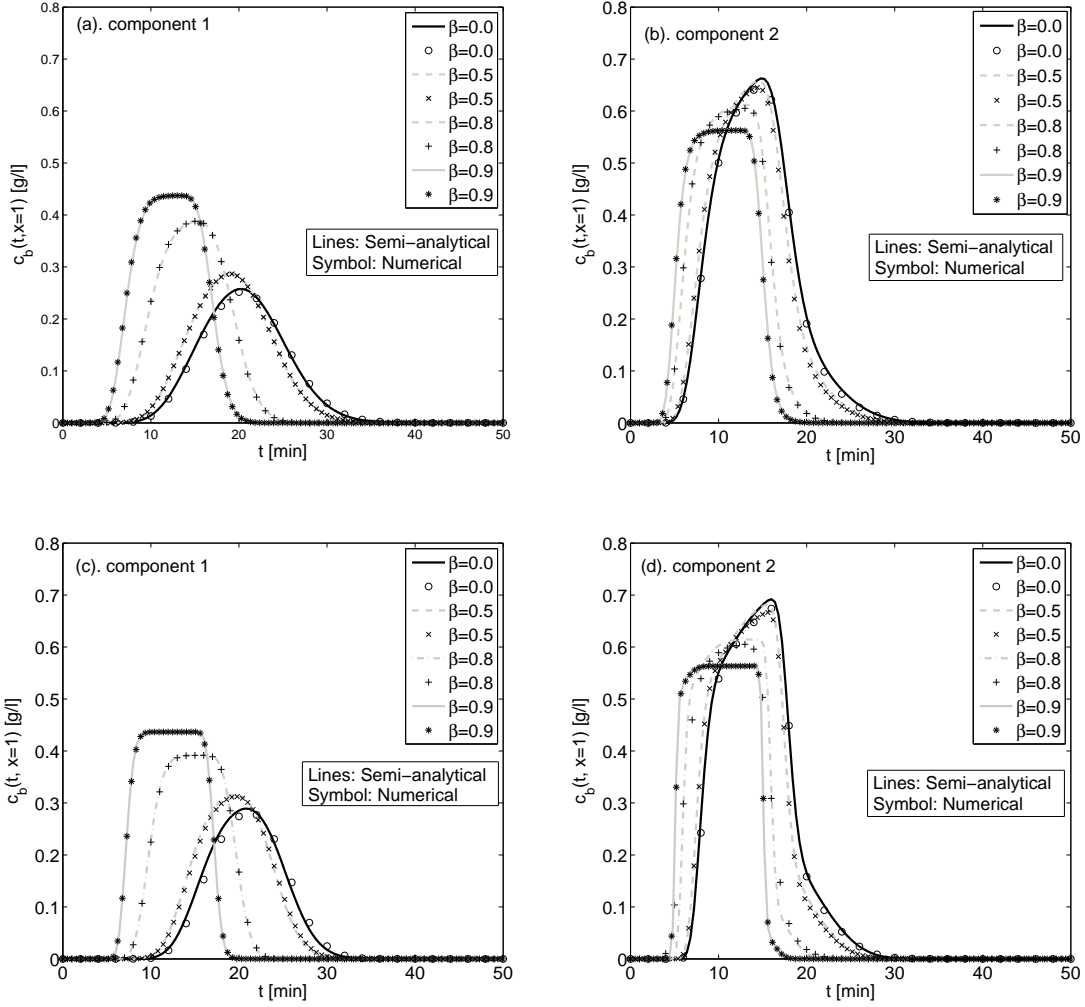 (a). component 1
β=0.0
β=0.0
β=0.5
β=0.5
β=0.8
β=0.8
β=0.9
β=0.9
Lines: Semi−analytical
Symbol: Numerical
c_b(t,x=1) [g/l]
0.8
0.7
0.6
0.5
0.4
0.3
0.2
0.1
0
0 10 20 30 40 50
t [min]
(b). component 2
β=0.0
β=0.0
β=0.5
β=0.5
β=0.8
β=0.8
β=0.9
β=0.9
Lines: Semi−analytical
Symbol: Numerical
c_b(t,x=1) [g/l]
0.8
0.7
0.6
0.5
0.4
0.3
0.2
0.1
0
0 10 20 30 40 50
t [min]
(c). component 1
β=0.0
β=0.0
β=0.5
β=0.5
β=0.8
β=0.8
β=0.9
β=0.9
Lines: Semi−analytical
Symbol: Numerical
c_b(t, x=1) [g/l]
0.8
0.7
0.6
0.5
0.4
0.3
0.2
0.1
0
0 10 20 30 40 50
t [min]
(d). component 2
β=0.0
β=0.0
β=0.5
β=0.5
β=0.8
β=0.8
β=0.9
β=0.9
Lines: Semi−analytical
Symbol: Numerical
c_b(t, x=1) [g/l]
0.8
0.7
0.6
0.5
0.4
0.3
0.2
0.1
0
0 10 20 30 40 50
t [min]